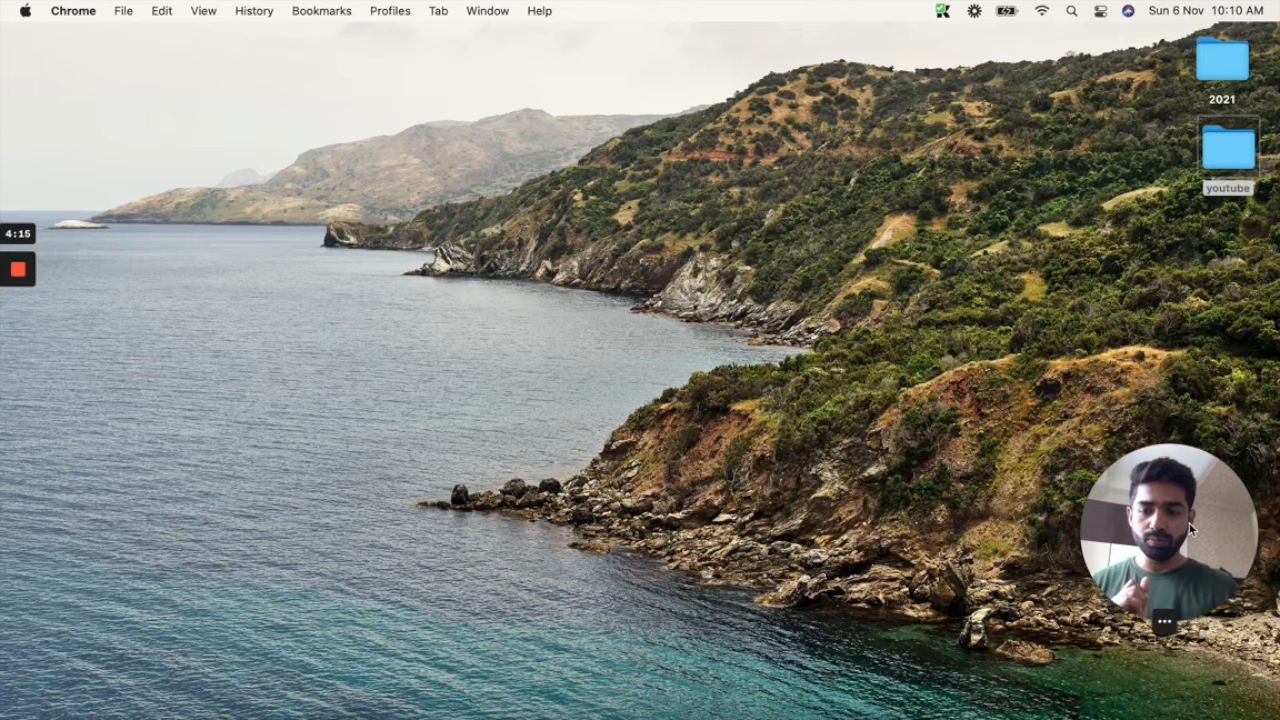 Chrome File Edit View History Bookmarks Profiles Tab Window Help Sun 6 Nov 10:10 AM
2021
youtube
4:15